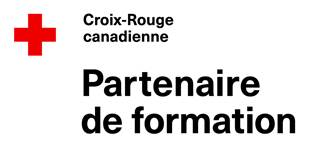 Croix-Rouge
canadienne
Partenaire
de formation